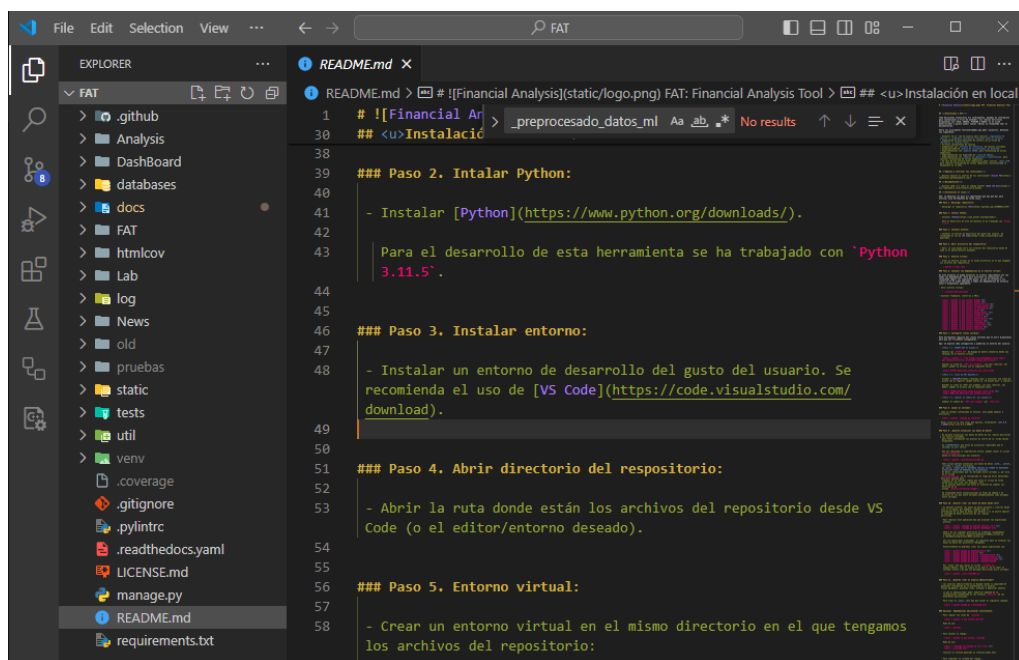 File Edit Selection View ···
FAT
EXPLORER ···
README.md
FAT
README.md > # ![Financial Analysis](static/logo.png) FAT: Financial Analysis Tool > ## <u>Instalación en local
.github
Analysis
DashBoard
databases
docs
FAT
htmlcov
Lab
log
News
old
pruebas
static
tests
util
venv
.coverage
.gitignore
.pylintrc
.readthedocs.yaml
LICENSE.md
manage.py
README.md
requirements.txt
8
_preprocesado_datos_ml Aa ab .* No results
1 # ![Financial An
30 ## <u>Instalació
38
39 ### Paso 2. Intalar Python:
40
41 - Instalar [Python](https://www.python.org/downloads/).
42
43 Para el desarrollo de esta herramienta se ha trabajado con `Python
3.11.5`.
44
45
46 ### Paso 3. Instalar entorno:
47
48 - Instalar un entorno de desarrollo del gusto del usuario. Se
recomienda el uso de [VS Code](https://code.visualstudio.com/
download).
49
50
51 ### Paso 4. Abrir directorio del respositorio:
52
53 - Abrir la ruta donde están los archivos del repositorio desde VS
Code (o el editor/entorno deseado).
54
55
56 ### Paso 5. Entorno virtual:
57
58 - Crear un entorno virtual en el mismo directorio en el que tengamos
los archivos del repositorio: